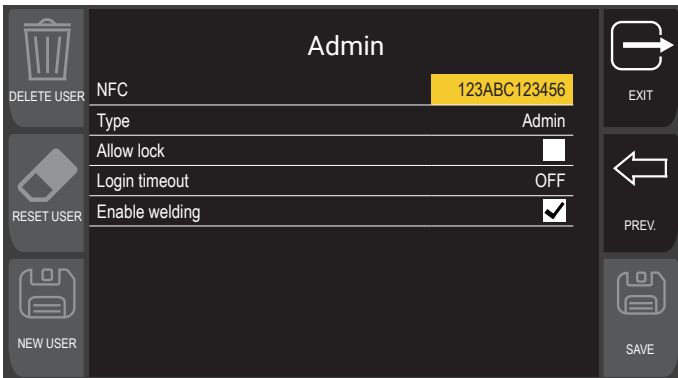 Admin
DELETE USER
NFC 123ABC123456
EXIT
Type Admin
Allow lock
Login timeout OFF
RESET USER
Enable welding
PREV.
NEW USER
SAVE